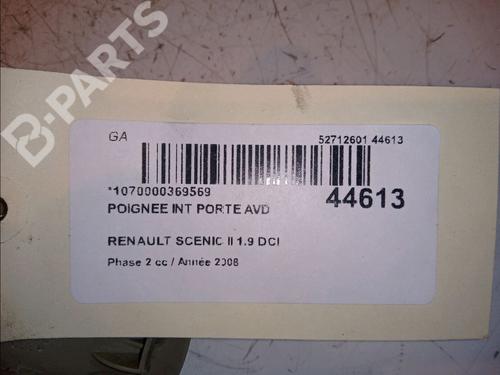 B-PARTS
GA
52712601 44613
*1070000369569
44613
POIGNEE INT PORTE AVD
RENAULT SCENIC II 1.9 DCI
Phase 2 cc / Année 2008